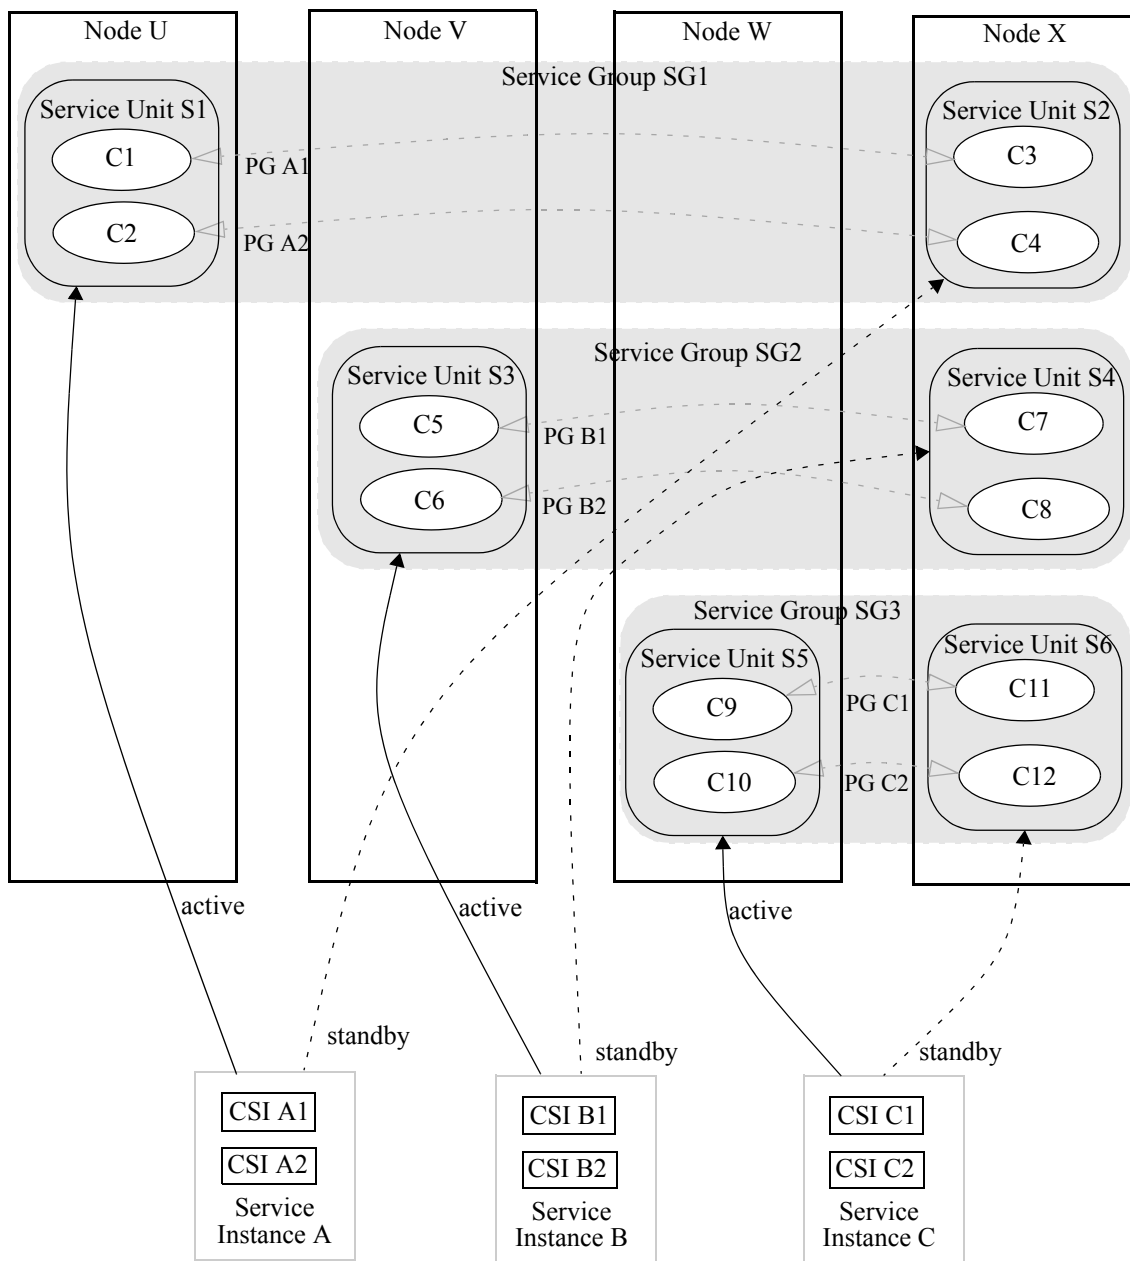 Node U
Node V
Node W
Node X
Service Group SG1
Service Unit S1
Service Unit S2
C1
C3
PG A1
C2
C4
PG A2
Service Group SG2
Service Unit S3
Service Unit S4
C5
C7
PG B1
C6
C8
PG B2
Service Group SG3
Service Unit S5
Service Unit S6
C9
C11
PG C1
C10
C12
PG C2
active
active
active
standby
standby
standby
CSI A1
CSI B1
CSI C1
CSI A2
CSI B2
CSI C2
Service
Instance A
Service
Instance B
Service
Instance C